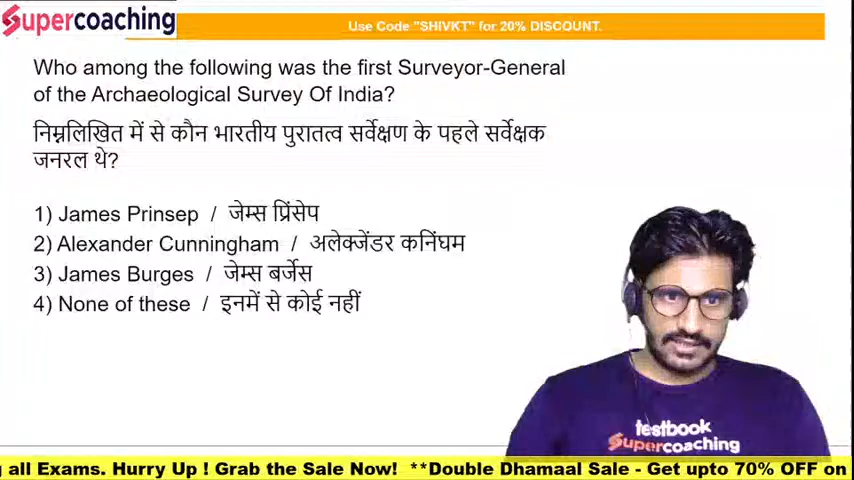 Supercoaching
Use Code "SHIVKT" for 20% DISCOUNT.
Who among the following was the first Surveyor-General
of the Archaeological Survey Of India?
निम्नलिखित में से कौन भारतीय पुरातत्व सर्वेक्षण के पहले सर्वेक्षक
जनरल थे?
1) James Prinsep / जेम्स प्रिंसेप
2) Alexander Cunningham / अलेक्जेंडर कनिंघम
3) James Burges / जेम्स बर्जेस
4) None of these / इनमें से कोई नहीं
testbook
Supercoaching
all Exams. Hurry Up ! Grab the Sale Now! **Double Dhamaal Sale - Get upto 70% OFF on